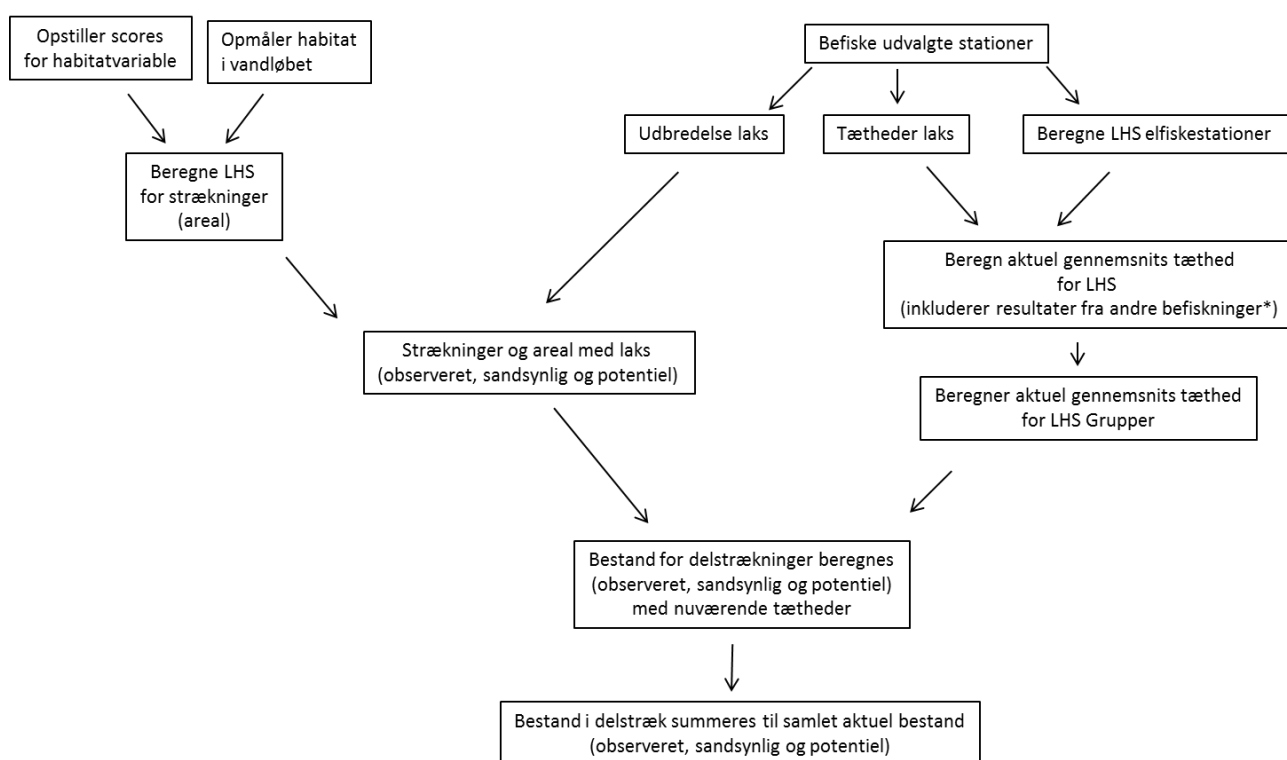 Opstiller scores
for habitatvariable
Opmåler habitat
i vandløbet
Befiske udvalgte stationer
Udbredelse laks
Tætheder laks
Beregne LHS elfiskestationer
Beregne LHS
for strækninger
(areal)
Beregn aktuel gennemsnits tæthed
for LHS
(inkluderer resultater fra andre befiskninger*)
Strækninger og areal med laks
(observeret, sandsynlig og potentiel)
Beregner aktuel gennemsnits tæthed
for LHS Grupper
Bestand for delstrækninger beregnes
(observeret, sandsynlig og potentiel)
med nuværende tætheder
Bestand i delstræk summeres til samlet aktuel bestand
(observeret, sandsynlig og potentiel)